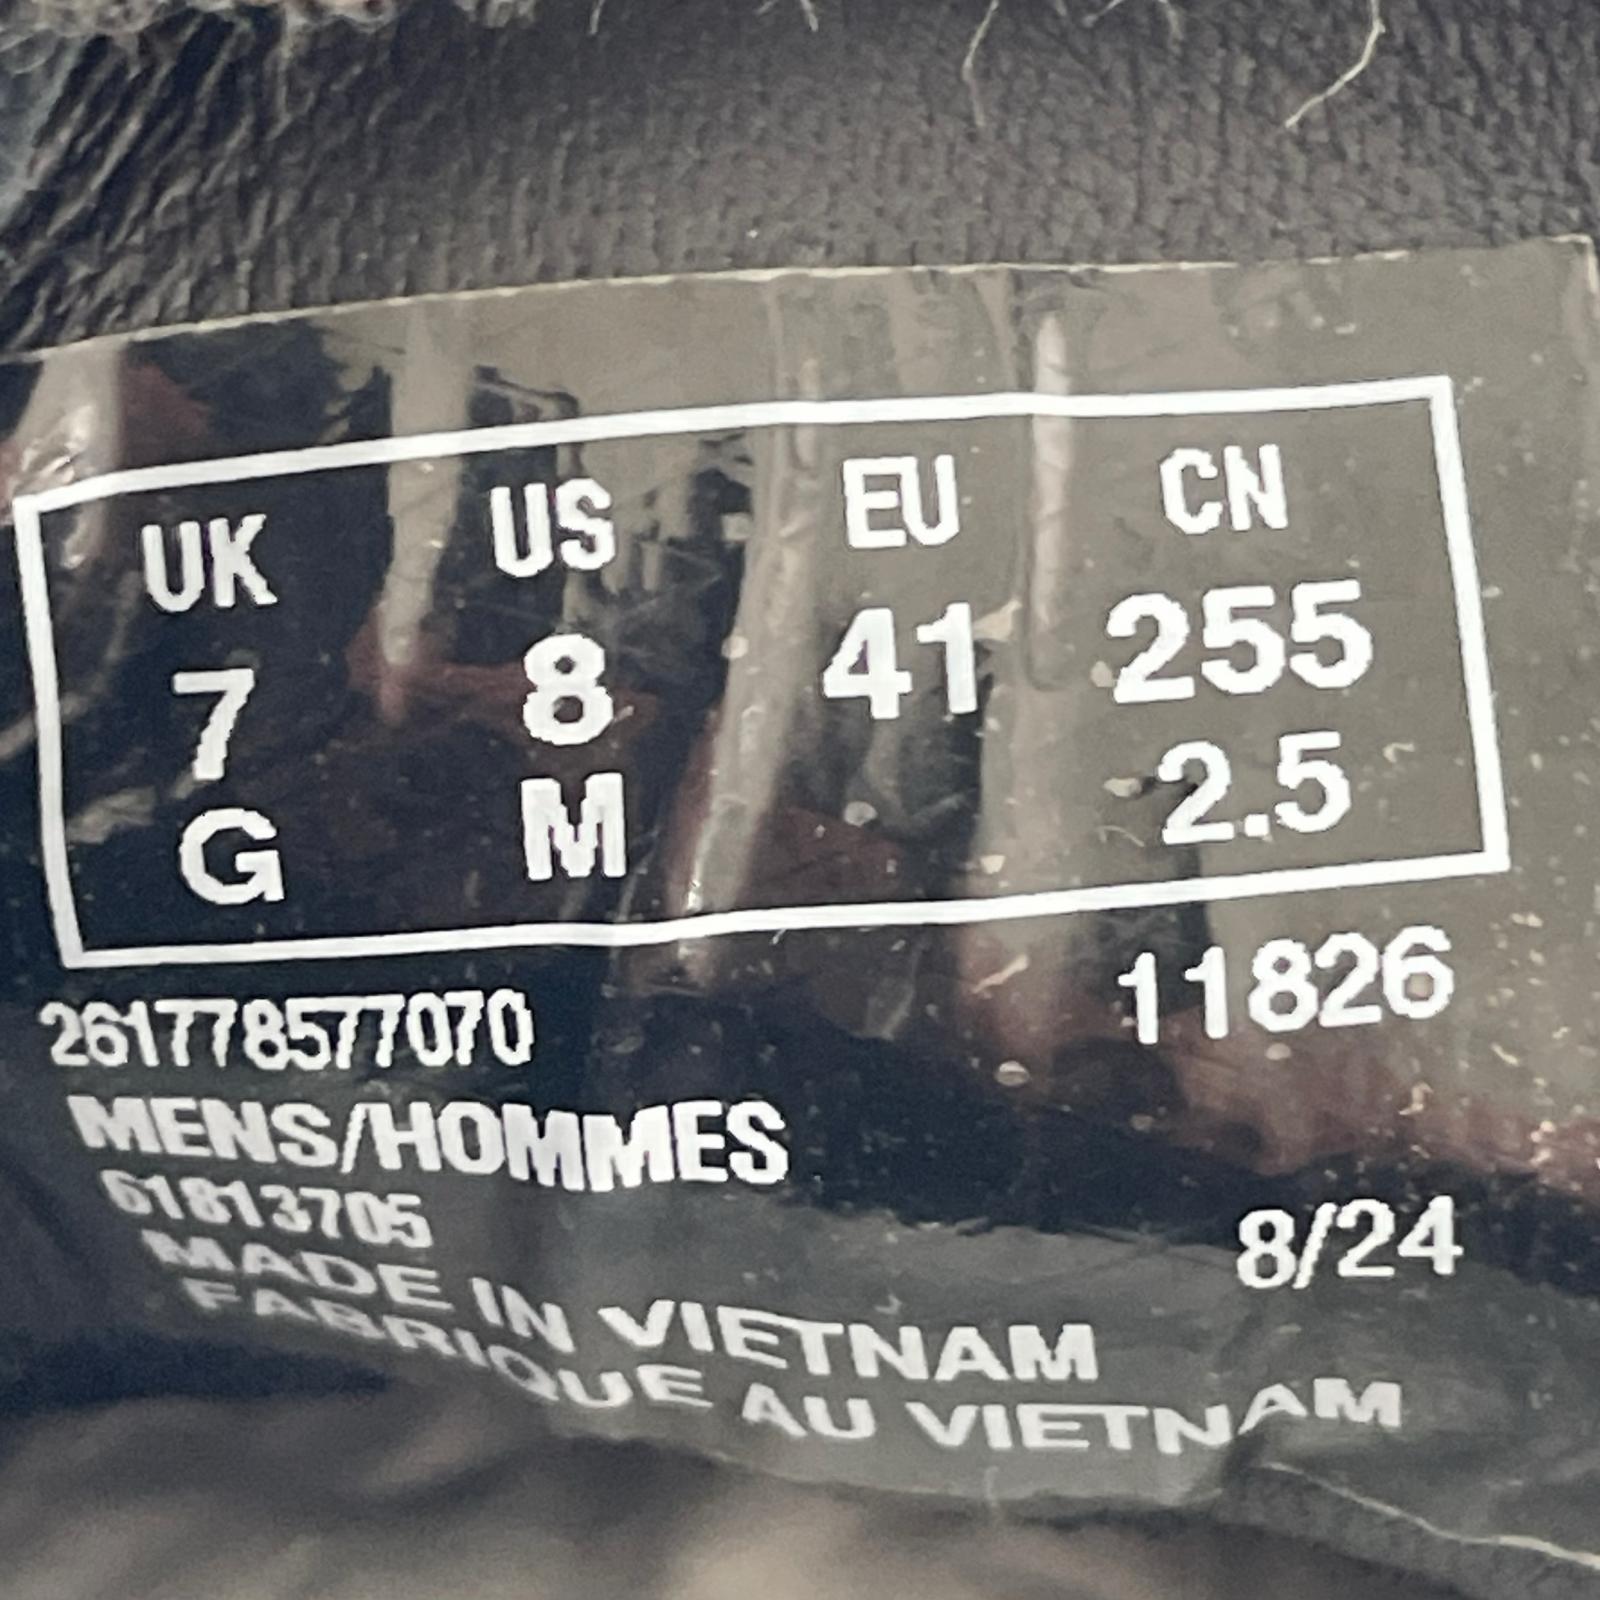 UK US EU CN
7 8 41 255
G M 2.5
11826
261778577070
MENS/HOMMES
61813705
8/24
MADE IN VIETNAM
FABRIQUE AU VIETNAM